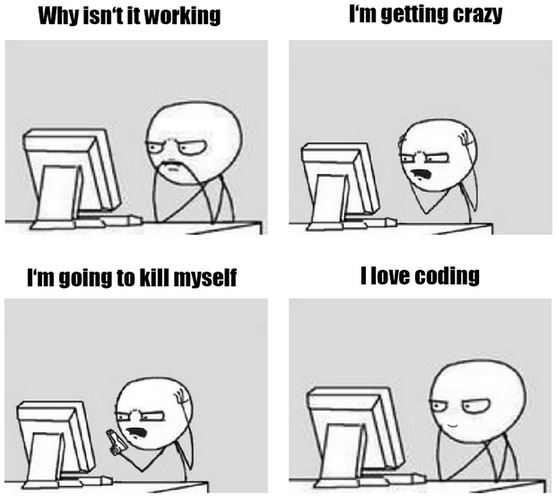 Why isn't it working
I'm getting crazy
I'm going to kill myself
I love coding